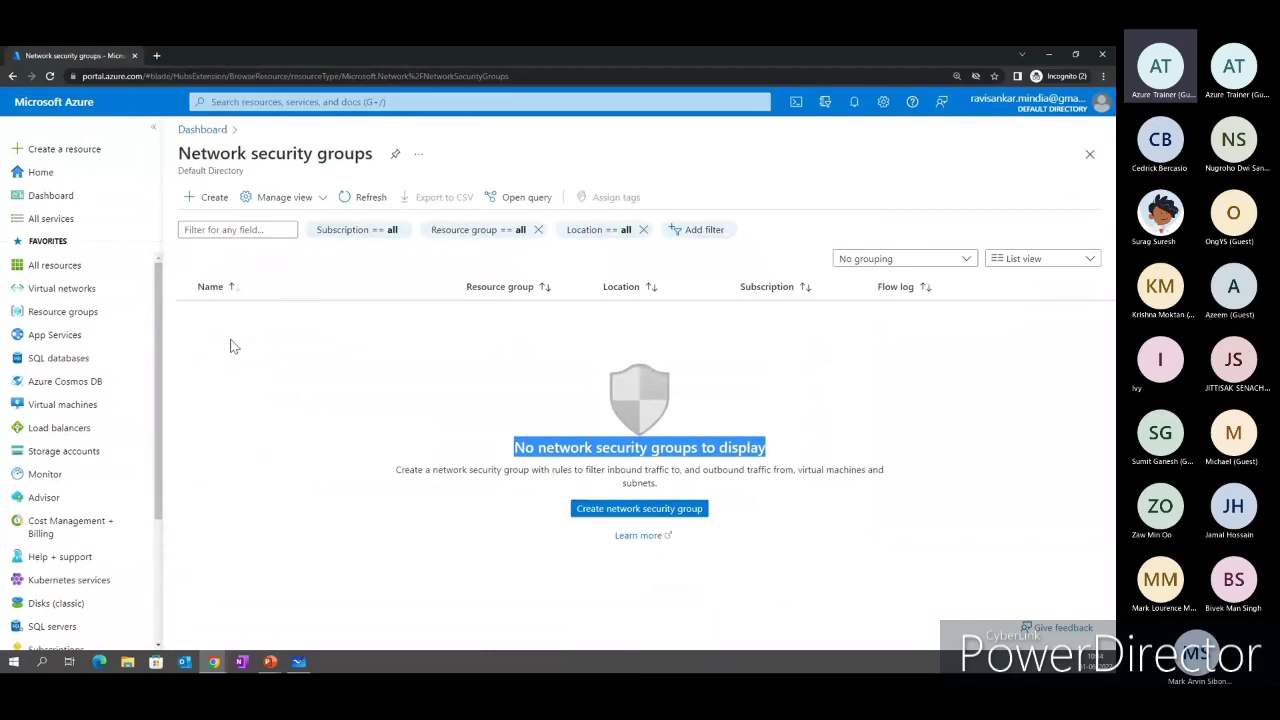 Network security groups - Micr
portal.azure.com/#blade/HubsExtension/BrowseResource/resourceType/Microsoft.Network%2FNetworkSecurityGroups
Incognito (2)
Microsoft Azure
Search resources, services, and docs (G+/)
ravisankar.mindia@gma...
DEFAULT DIRECTORY
Create a resource
Home
Dashboard
All services
FAVORITES
All resources
Virtual networks
Resource groups
App Services
SQL databases
Azure Cosmos DB
Virtual machines
Load balancers
Storage accounts
Monitor
Advisor
Cost Management +
Billing
Help + support
Kubernetes services
Disks (classic)
SQL servers
Dashboard
Network security groups
...
Default Directory
Create
Manage view
Refresh
Export to CSV
Open query
Assign tags
Filter for any field...
Subscription == all
Resource group == all
Location == all
Add filter
No grouping
List view
Name
Resource group
Location
Subscription
Flow log
No network security groups to display
Create a network security group with rules to filter inbound traffic to, and outbound traffic from, virtual machines and
subnets.
Create network security group
Learn more
Give feedback
CyberLink
PowerDirector
AT
Azure Trainer (Gu...
AT
Azure Trainer (Gu...
CB
Cedrick Bercasio
NS
Nugroho Dwi San...
Surag Suresh
O
OngYS (Guest)
KM
Krishna Moktan (...
A
Azeem (Guest)
I
Ivy
JS
JITTISAK SENACH...
SG
Sumit Ganesh (G...
M
Michael (Guest)
ZO
Zaw Min Oo
JH
Jamal Hossain
MM
Mark Lourence M...
BS
Bivek Man Singh
MS
Mark Arvin Sibon...